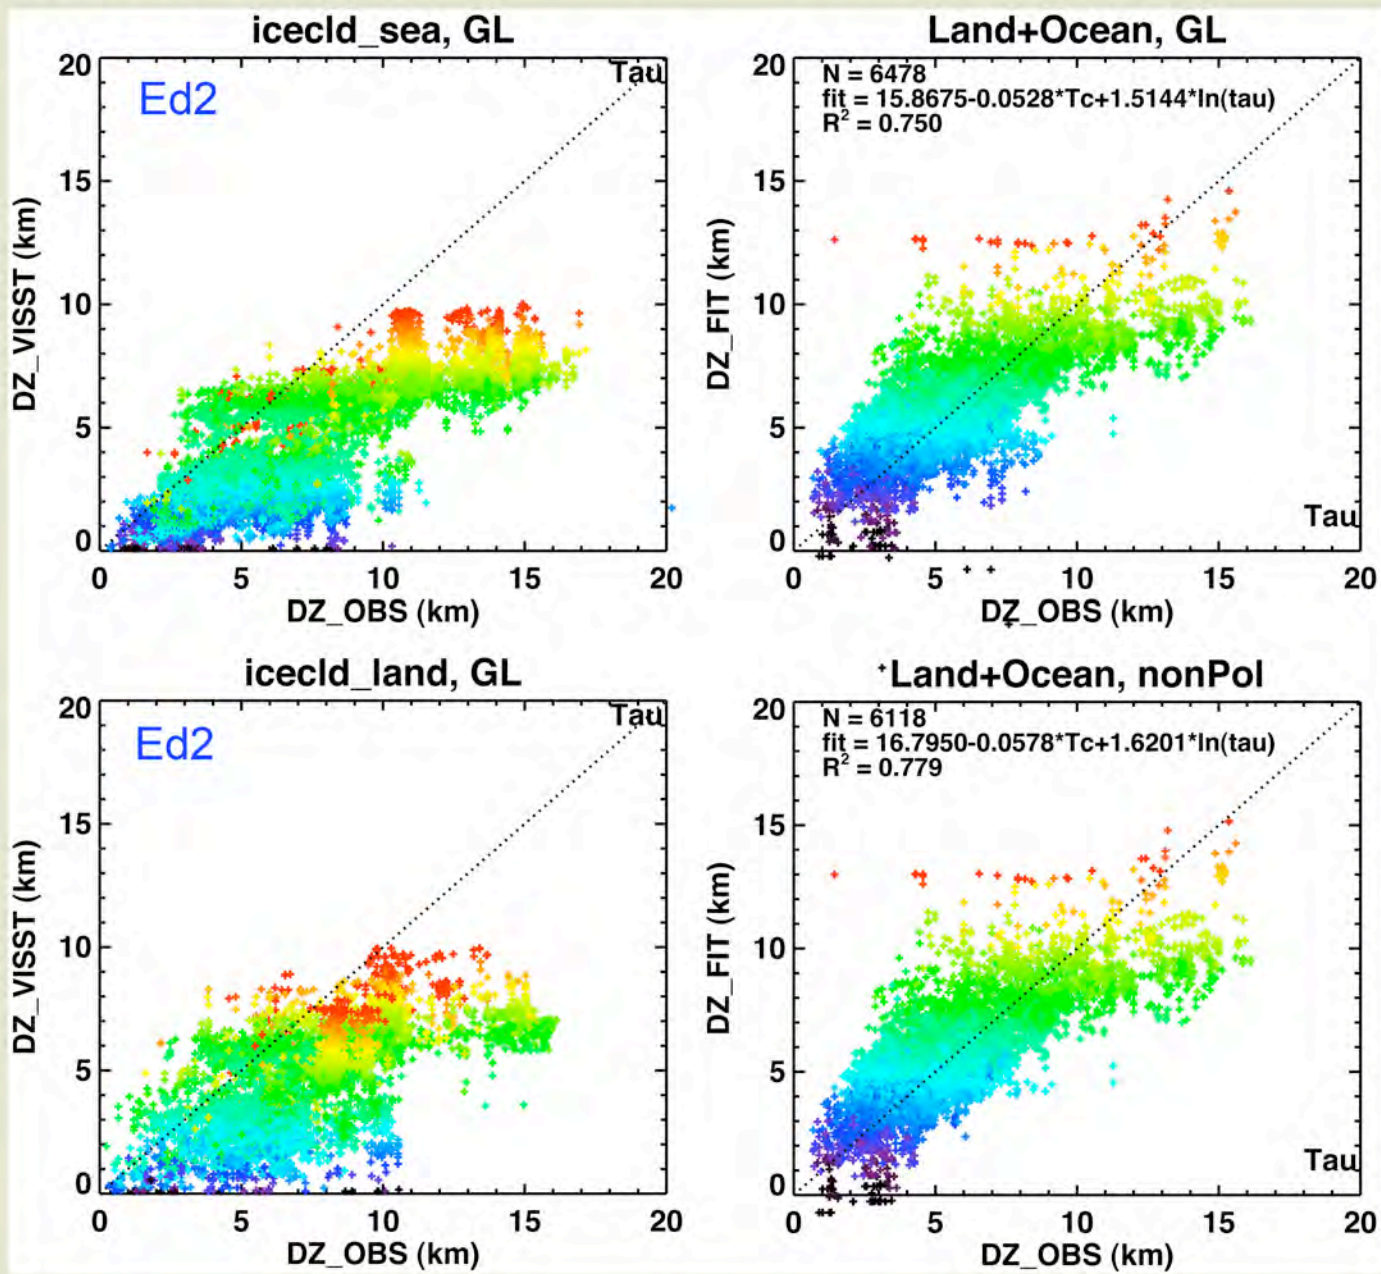 icecld_sea, GL
Ed2
Tau
20
15
10
5
0
DZ_VISST (km)
0 5 10 15 20
DZ_OBS (km)
Land+Ocean, GL
N = 6478
fit = 15.8675-0.0528*Tc+1.5144*ln(tau)
R² = 0.750
20
15
10
5
0
DZ_FIT (km)
Tau
0 5 10 15 20
DZ_OBS (km)
icecld_land, GL
Ed2
Tau
20
15
10
5
0
DZ_VISST (km)
0 5 10 15 20
DZ_OBS (km)
Land+Ocean, nonPol
N = 6118
fit = 16.7950-0.0578*Tc+1.6201*ln(tau)
R² = 0.779
20
15
10
5
0
DZ_FIT (km)
Tau
0 5 10 15 20
DZ_OBS (km)